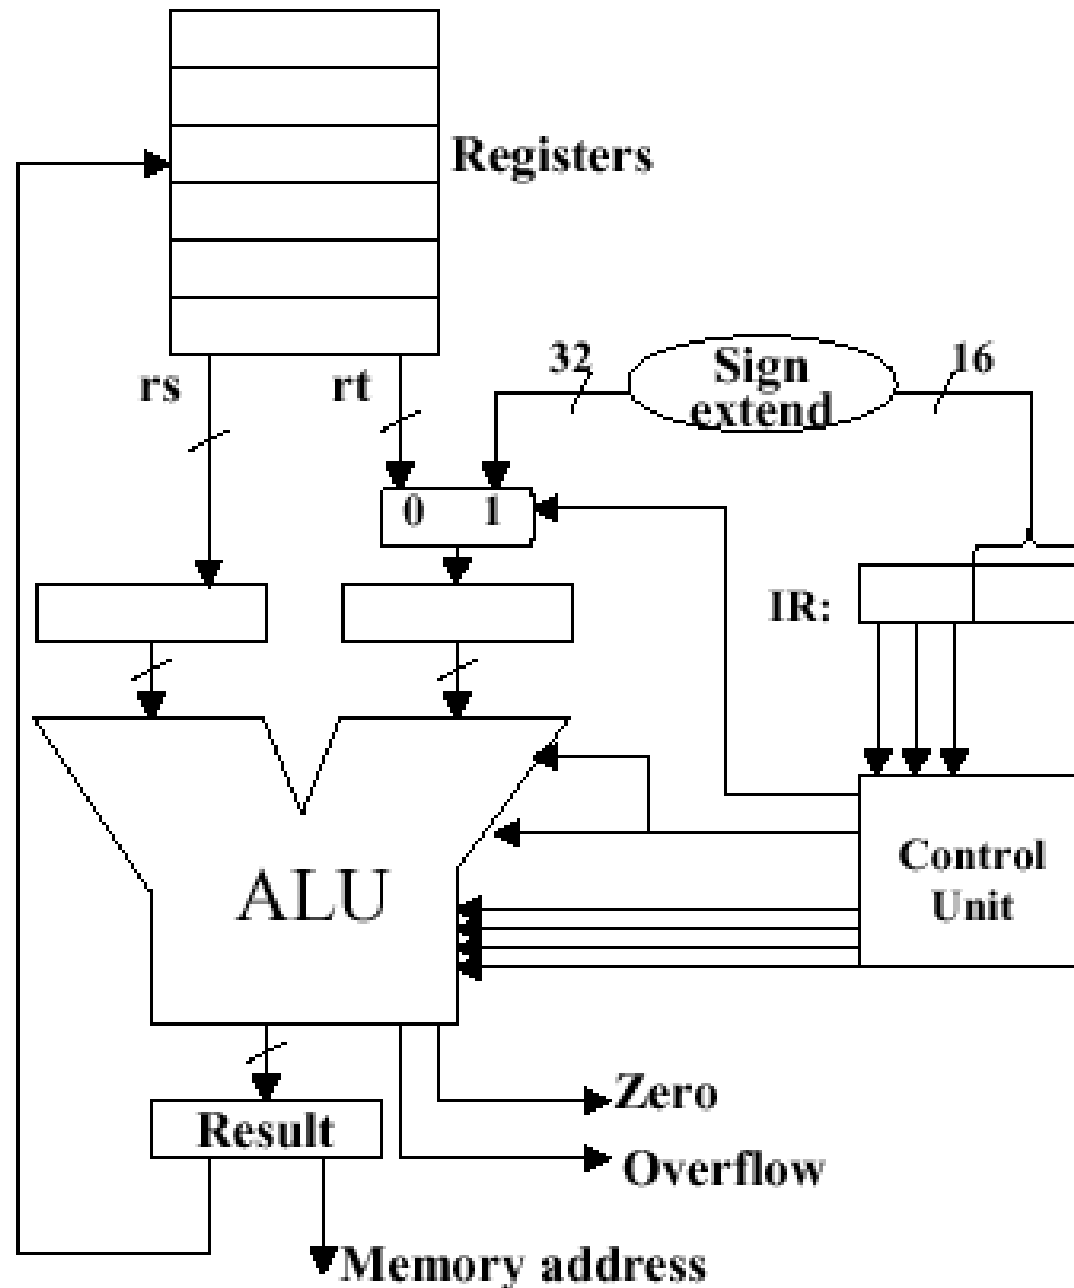 Registers
rs
rt
32
Sign
extend
16
0 1
IR:
ALU
Control
Unit
Zero
Result
Overflow
Memory address